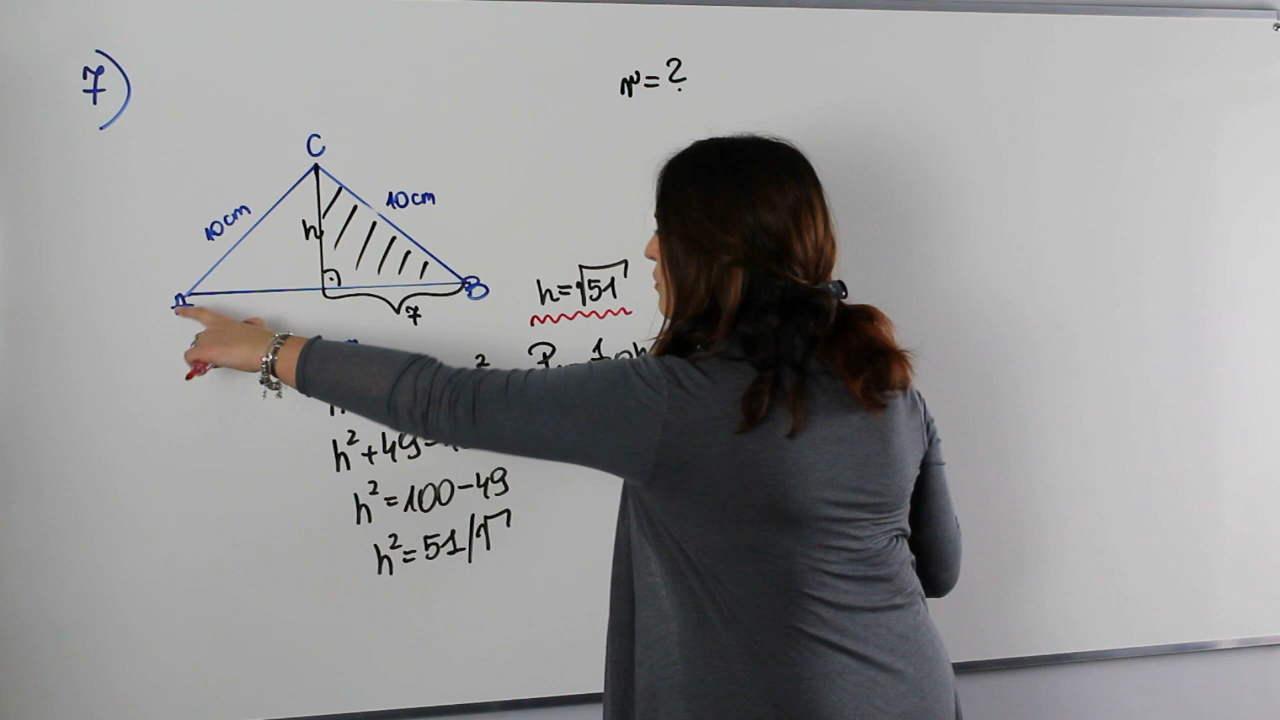 7)
r=?
C
10cm
10cm
h
A
B
7
h=√51
h²+49
h²=100-49
h²=51/√